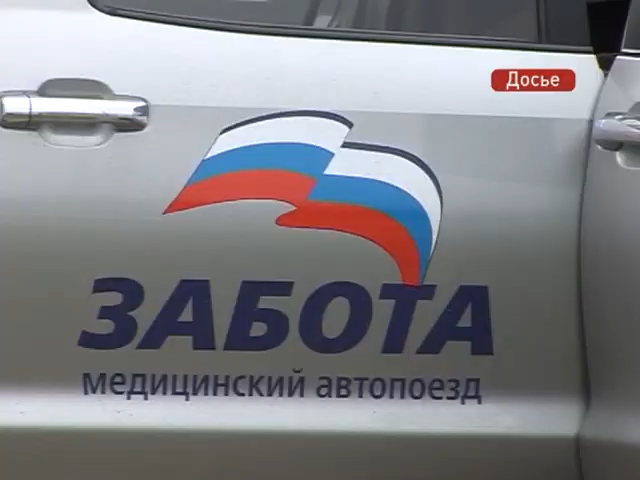 Досье
ЗАБОТА
медицинский автопоезд